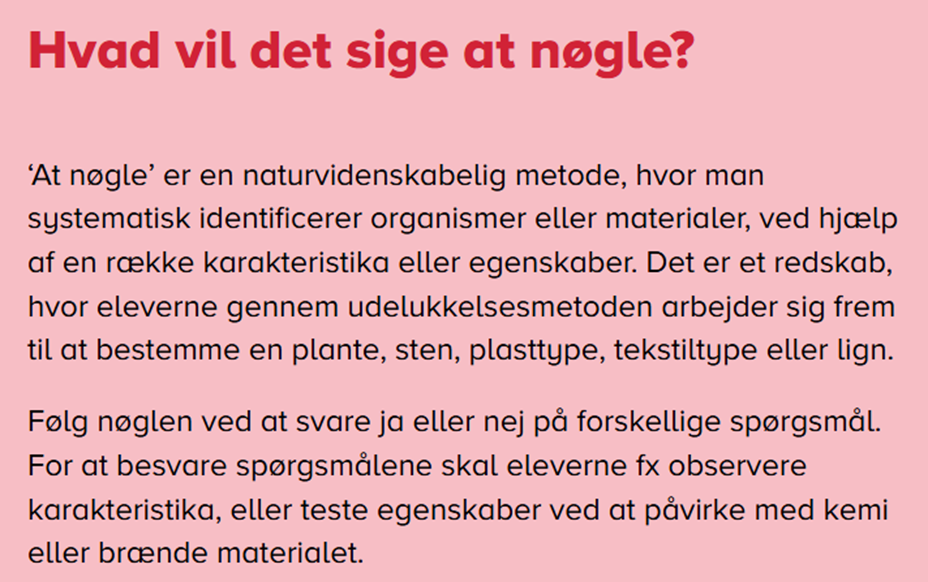 Hvad vil det sige at nøgle?
‘At nøgle’ er en naturvidenskabelig metode, hvor man
systematisk identificerer organismer eller materialer, ved hjælp
af en række karakteristika eller egenskaber. Det er et redskab,
hvor eleverne gennem udelukkelsesmetoden arbejder sig frem
til at bestemme en plante, sten, plasttype, tekstiltype eller lign.
Følg nøglen ved at svare ja eller nej på forskellige spørgsmål.
For at besvare spørgsmålene skal eleverne fx observere
karakteristika, eller teste egenskaber ved at påvirke med kemi
eller brænde materialet.